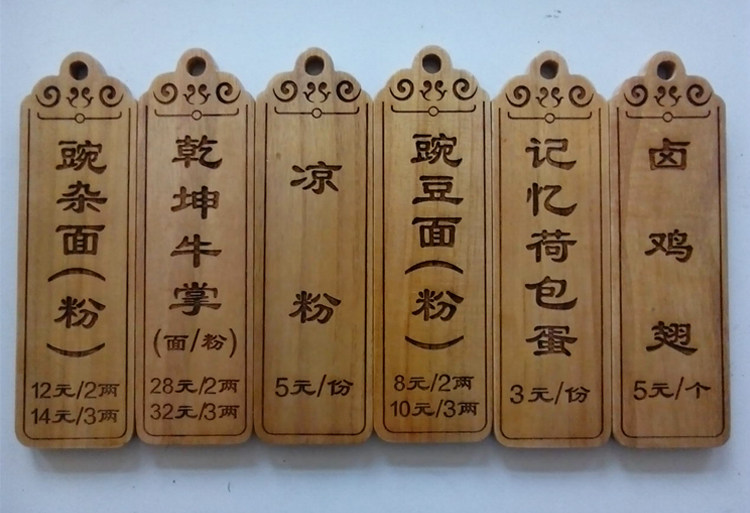 豌杂面(粉)
12元/2两
14元/3两
乾坤牛掌
(面/粉)
28元/2两
32元/3两
凉粉
5元/份
豌豆面(粉)
8元/2两
10元/3两
记忆荷包蛋
3元/份
卤鸡翅
5元/个